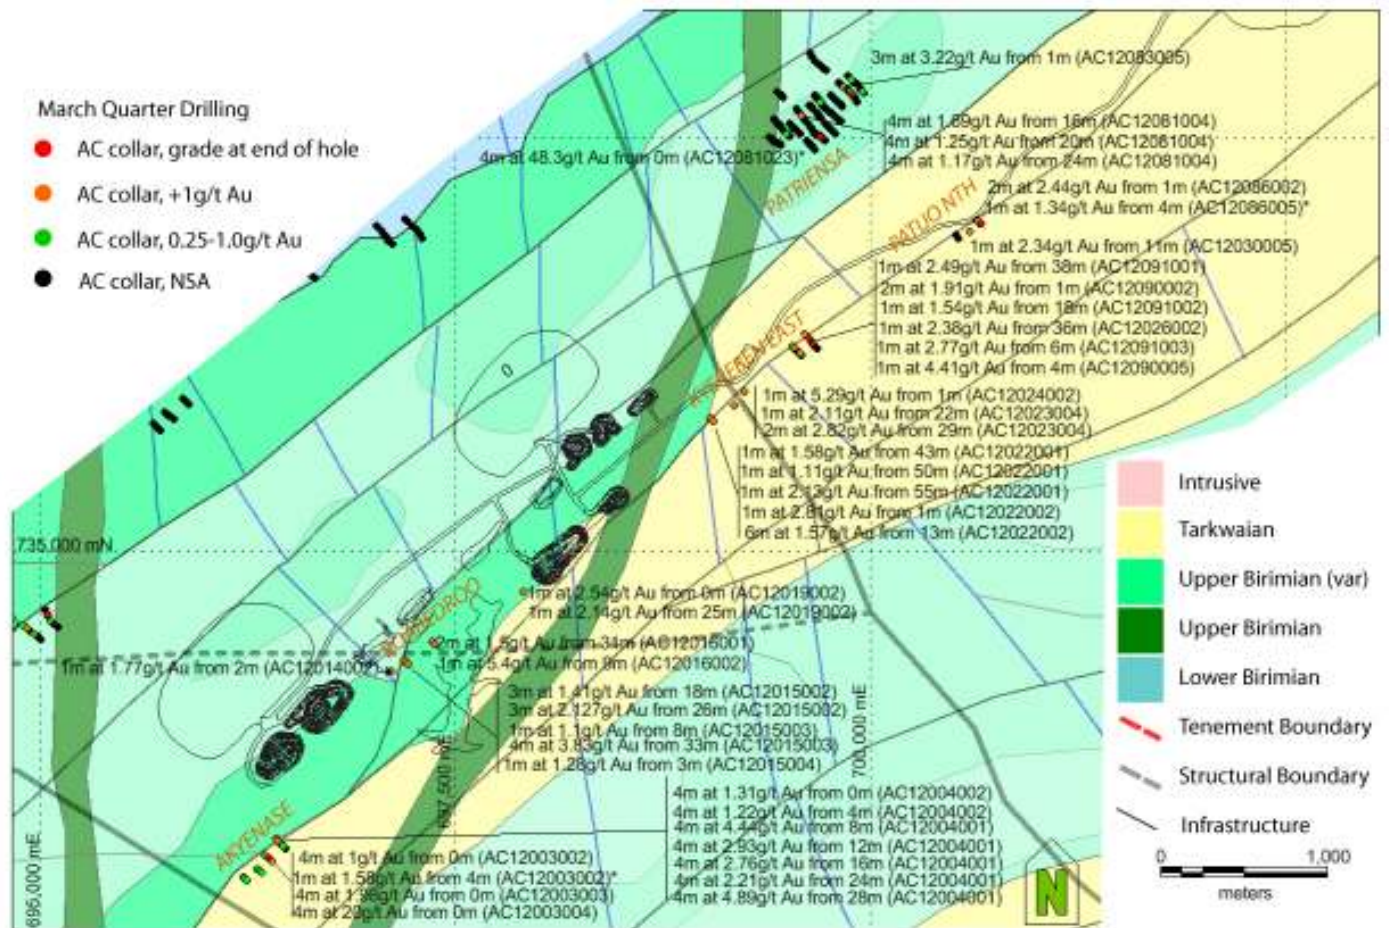 March Quarter Drilling
AC collar, grade at end of hole
AC collar, +1g/t Au
AC collar, 0.25-1.0g/t Au
AC collar, NSA
3m at 3.22g/t Au from 1m (AC12083005)
4m at 1.69g/t Au from 16m (AC12081004)
4m at 1.25g/t Au from 20m (AC12081004)
4m at 1.17g/t Au from 24m (AC12081004)
4m at 48.3g/t Au from 0m (AC12081023)*
PATRIENSA
PATUO NTH
2m at 2.44g/t Au from 1m (AC12086002)
1m at 1.34g/t Au from 4m (AC12086005)*
1m at 2.34g/t Au from 11m (AC12030005)
1m at 2.49g/t Au from 38m (AC12091001)
2m at 1.91g/t Au from 1m (AC12090002)
1m at 1.54g/t Au from 18m (AC12091002)
1m at 2.38g/t Au from 36m (AC12026002)
1m at 2.77g/t Au from 6m (AC12091003)
1m at 4.41g/t Au from 4m (AC12090005)
EAST
0
1m at 5.29g/t Au from 1m (AC12024002)
1m at 2.11g/t Au from 22m (AC12023004)
2m at 2.82g/t Au from 29m (AC12023004)
1m at 1.58g/t Au from 43m (AC12022001)
1m at 1.11g/t Au from 50m (AC12022001)
1m at 2.13g/t Au from 55m (AC12022001)
1m at 2.81g/t Au from 1m (AC12022002)
6m at 1.57g/t Au from 13m (AC12022002)
735,000 mN
1m at 2.54g/t Au from 0m (AC12019002)
1m at 2.14g/t Au from 25m (AC12019002)
2m at 1.5g/t Au from 34m (AC12015001)
1m at 5.4g/t Au from 9m (AC12016002)
1m at 1.77g/t Au from 2m (AC12014002)
3m at 1.41g/t Au from 18m (AC12015002)
3m at 2.127g/t Au from 26m (AC12015002)
1m at 1.1g/t Au from 8m (AC12015003)
4m at 3.83g/t Au from 33m (AC12015003)
1m at 1.28g/t Au from 3m (AC12015004)
4m at 1.31g/t Au from 0m (AC12004002)
4m at 1.22g/t Au from 4m (AC12004002)
4m at 4.44g/t Au from 8m (AC12004001)
4m at 2.93g/t Au from 12m (AC12004001)
4m at 2.76g/t Au from 16m (AC12004001)
4m at 2.21g/t Au from 24m (AC12004001)
4m at 4.89g/t Au from 28m (AC12004001)
AKYENASE
4m at 1g/t Au from 0m (AC12003002)
1m at 1.58g/t Au from 4m (AC12003002)*
4m at 1.96g/t Au from 0m (AC12003003)
4m at 20g/t Au from 0m (AC12003004)
695,000 mE
697,500 mE
700,000 mE
Intrusive
Tarkwaian
Upper Birimian (var)
Upper Birimian
Lower Birimian
Tenement Boundary
Structural Boundary
Infrastructure
0 1,000
meters
N